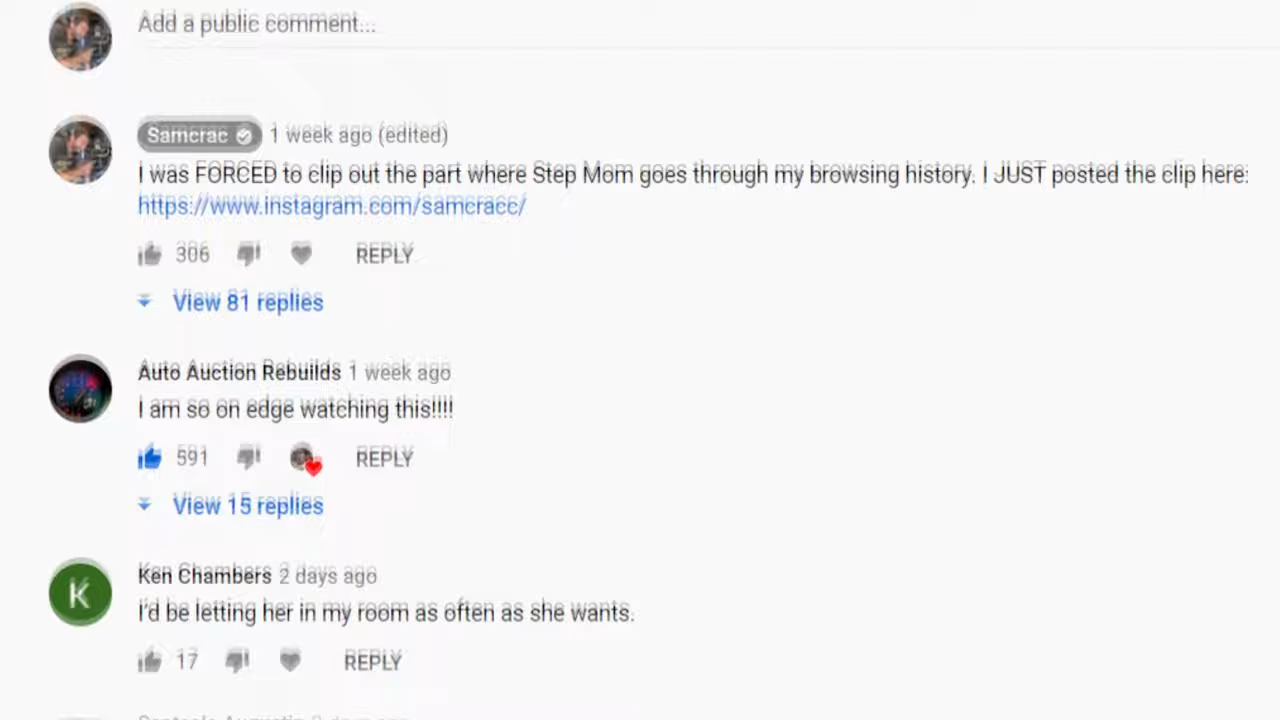 Add a public comment...
Samcrac 1 week ago (edited)
I was FORCED to clip out the part where Step Mom goes through my browsing history. I JUST posted the clip here:
https://www.instagram.com/samcracc/
306 REPLY
View 81 replies
Auto Auction Rebuilds 1 week ago
I am so on edge watching this!!!!
591 REPLY
View 15 replies
K Ken Chambers 2 days ago
I'd be letting her in my room as often as she wants.
17 REPLY